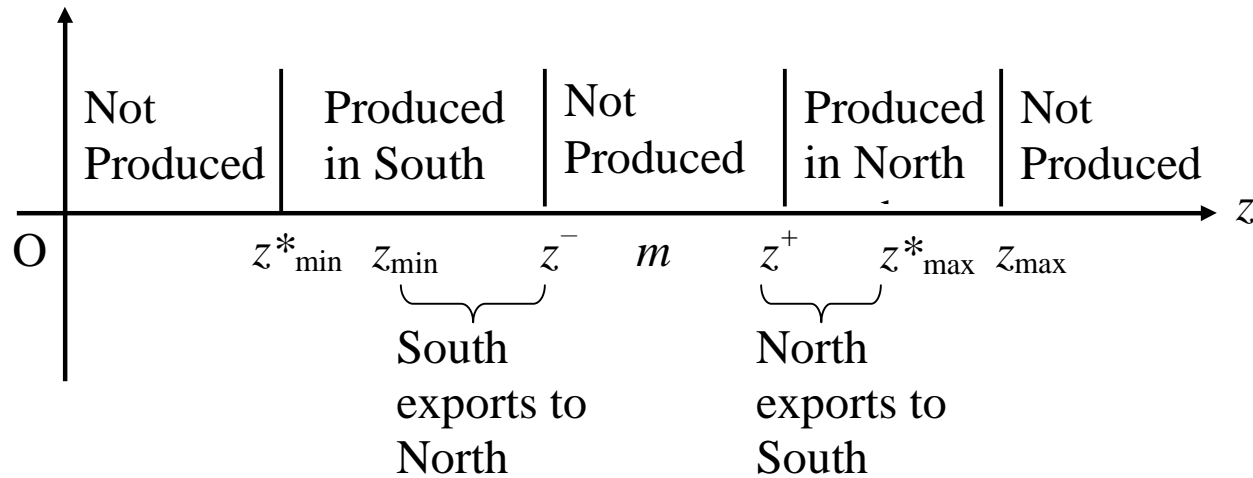 Not
Produced
Produced
in South
Not
Produced
Produced
in North
Not
Produced
z
O
z*min
zmin
z−
m
z+
z*max
zmax
South
exports to
North
North
exports to
South